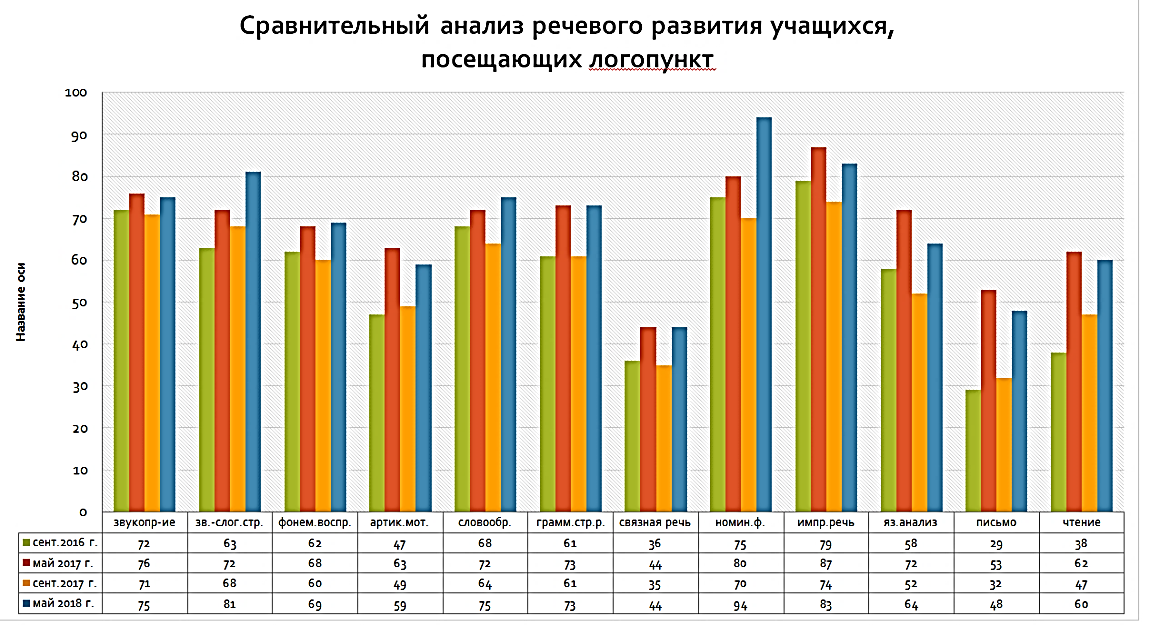 Сравнительный анализ речевого развития учащихся,
посещающих логопункт
100
90
80
70
60
50
40
30
20
10
0
Название оси
звукопр-ие зв.-слог.стр. фонем.воспр. артик.мот. словообр. грамм.стр.р. связная речь номин.ф. импр.речь яз.анализ письмо чтение
сент.2016 г. 72 63 62 47 68 61 36 75 79 58 29 38
май 2017 г. 76 72 68 63 72 73 44 80 87 72 53 62
сент.2017 г. 71 68 60 49 64 61 35 70 74 52 32 47
май 2018 г. 75 81 69 59 75 73 44 94 83 64 48 60